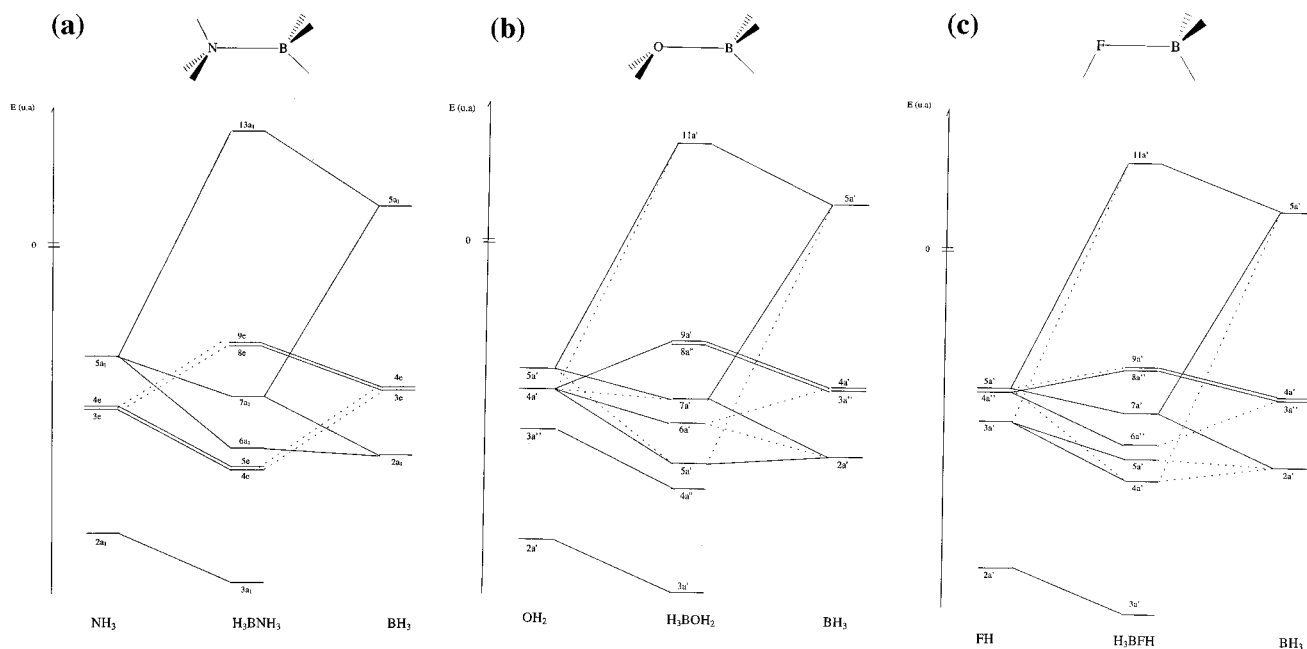 (a)
N B
E (u.a)
13a₁
5a₁
0
9e
8e
5a₁
4e
3e
7a₁
4e
3e
6a₁
5e
4e
2a₁
2a₁
3a₁
NH₃ H₃BNH₃ BH₃
(b)
O B
E (u.a)
11a'
5a'
0
9a'
8a''
5a'
4a'
4a'
3a''
7a'
6a'
3a''
5a'
2a'
4a''
2a'
3a'
OH₂ H₃BOH₂ BH₃
(c)
F B
E (u.a)
11a'
5a'
0
9a'
8a''
5a'
4a''
4a'
3a''
7a'
3a'
6a''
5a'
2a'
4a'
2a'
3a'
FH H₃BFH BH₃